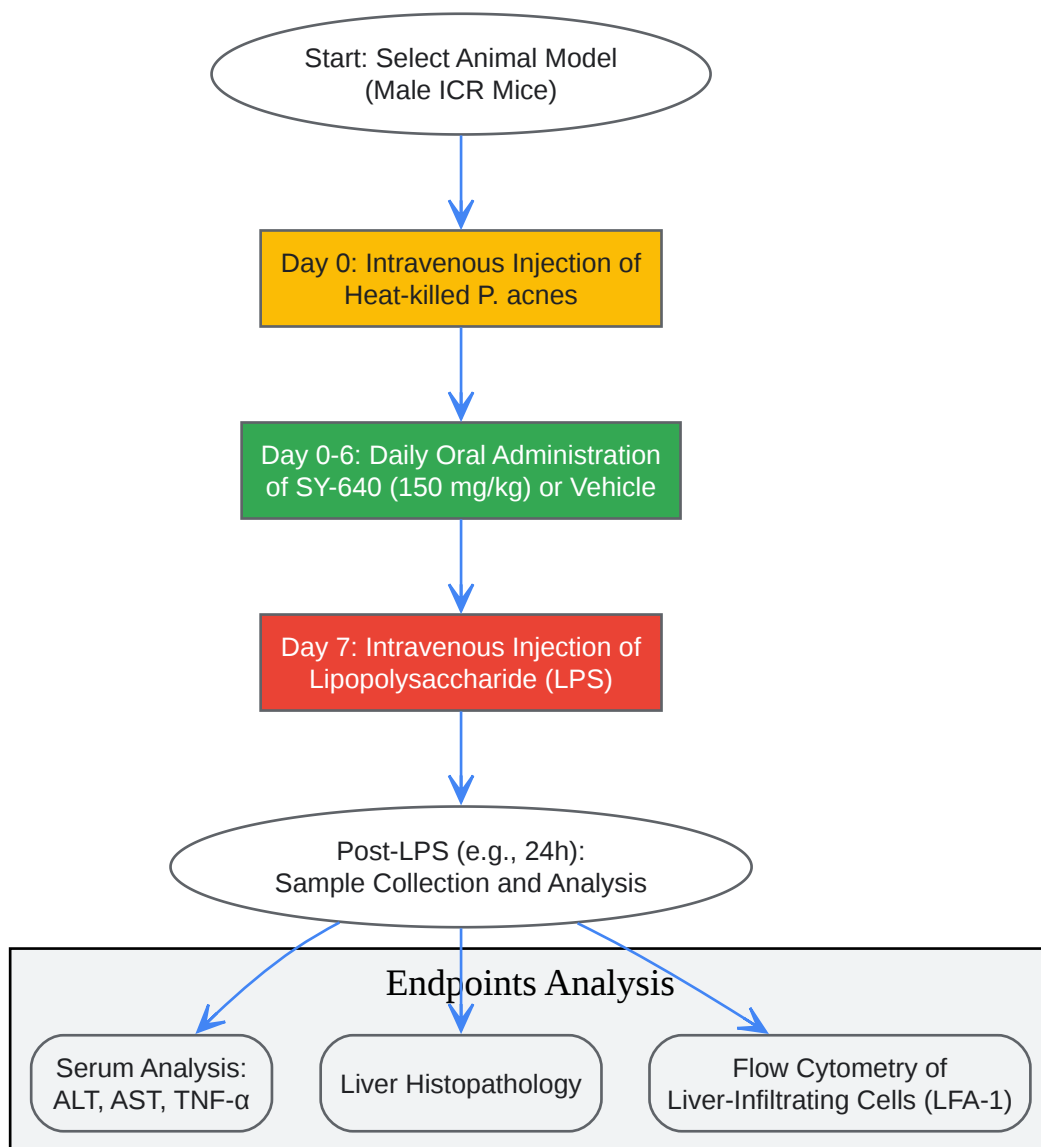 Start: Select Animal Model
(Male ICR Mice)
Day 0: Intravenous Injection of
Heat-killed P. acnes
Day 0-6: Daily Oral Administration
of SY-640 (150 mg/kg) or Vehicle
Day 7: Intravenous Injection of
Lipopolysaccharide (LPS)
Post-LPS (e.g., 24h):
Sample Collection and Analysis
Endpoints Analysis
Serum Analysis:
ALT, AST, TNF-α
Liver Histopathology
Flow Cytometry of
Liver-Infiltrating Cells (LFA-1)